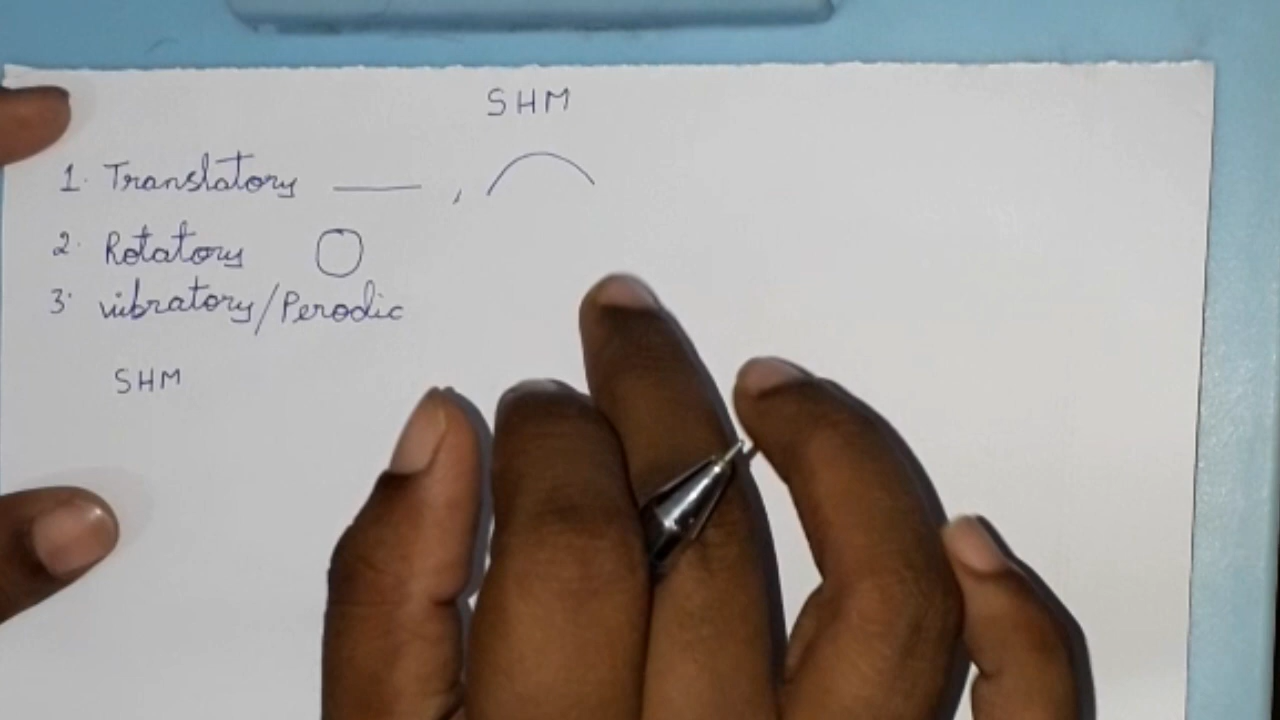 SHM
1. Translatory ,
2. Rotatory
3. vibratory/Perodic
SHM